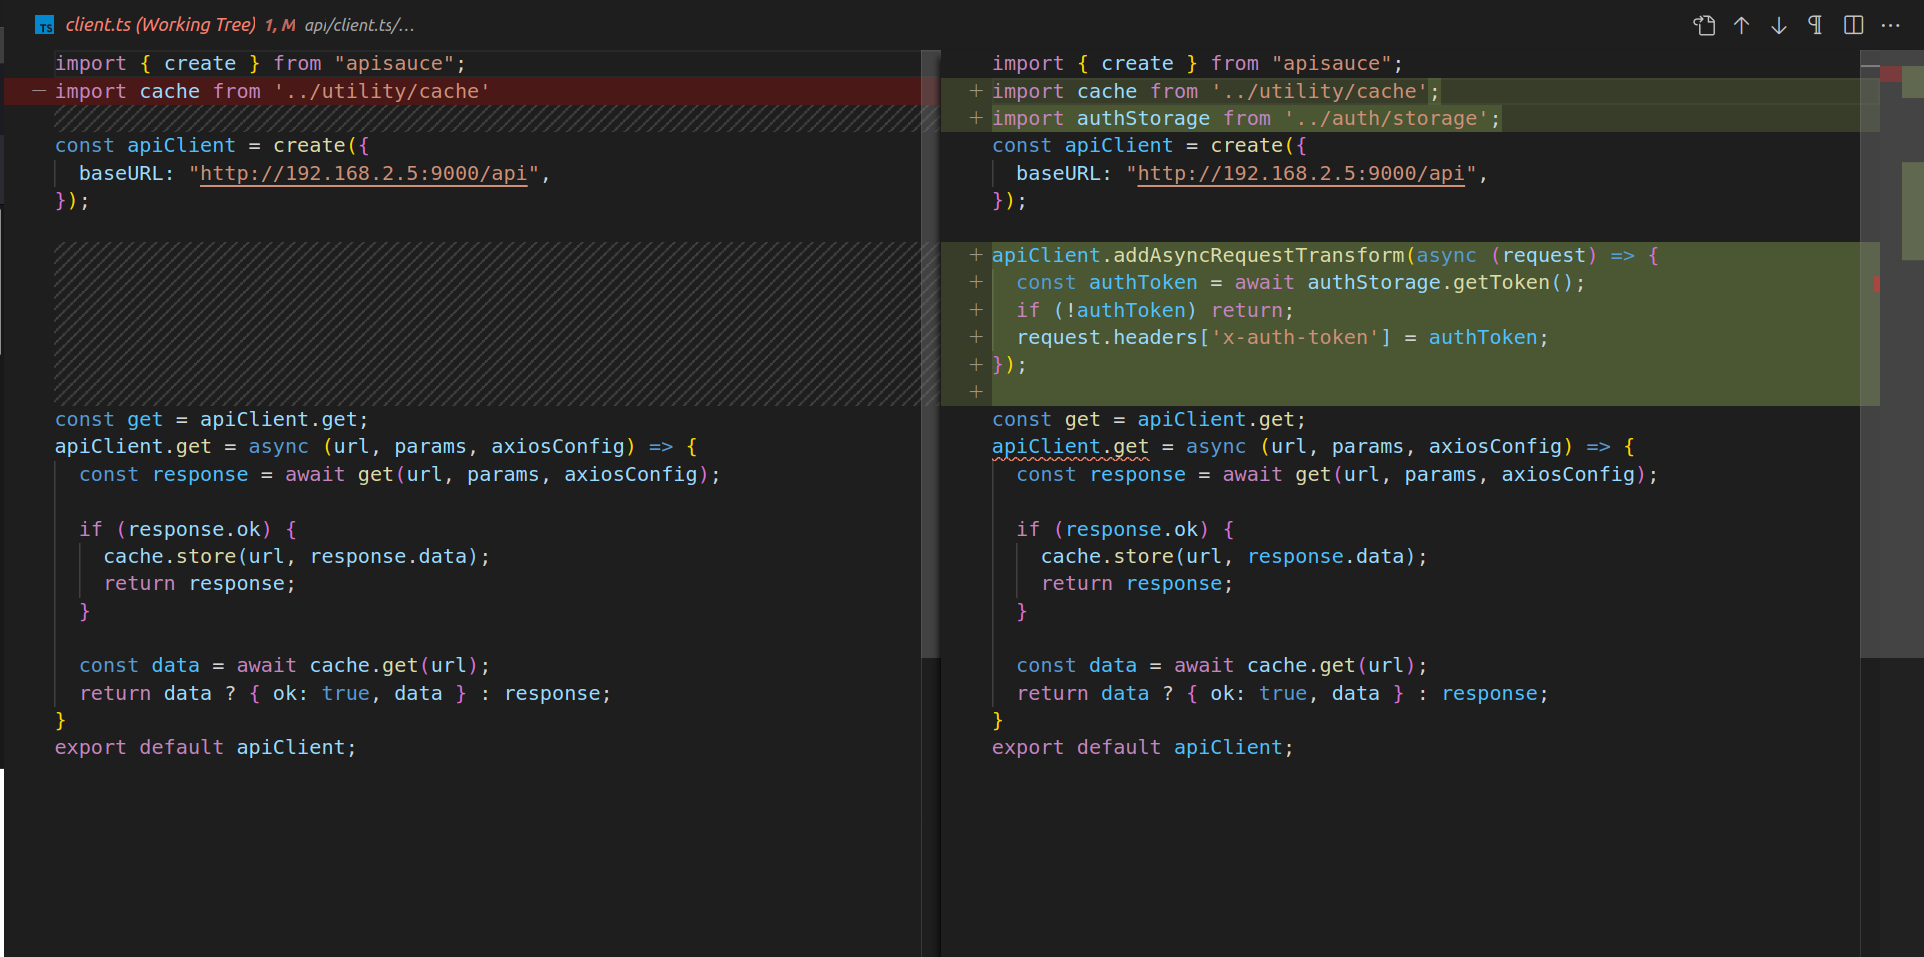 TS client.ts (Working Tree) 1, M api/client.ts/...
import { create } from "apisauce";
import cache from '../utility/cache'
const apiClient = create({
  baseURL: "http://192.168.2.5:9000/api",
});
const get = apiClient.get;
apiClient.get = async (url, params, axiosConfig) => {
  const response = await get(url, params, axiosConfig);
  if (response.ok) {
    cache.store(url, response.data);
    return response;
  }
  const data = await cache.get(url);
  return data ? { ok: true, data } : response;
}
export default apiClient;
import { create } from "apisauce";
+ import cache from '../utility/cache';
+ import authStorage from '../auth/storage';
const apiClient = create({
  baseURL: "http://192.168.2.5:9000/api",
});
+ apiClient.addAsyncRequestTransform(async (request) => {
+   const authToken = await authStorage.getToken();
+   if (!authToken) return;
+   request.headers['x-auth-token'] = authToken;
+ });
+
const get = apiClient.get;
apiClient.get = async (url, params, axiosConfig) => {
  const response = await get(url, params, axiosConfig);
  if (response.ok) {
    cache.store(url, response.data);
    return response;
  }
  const data = await cache.get(url);
  return data ? { ok: true, data } : response;
}
export default apiClient;